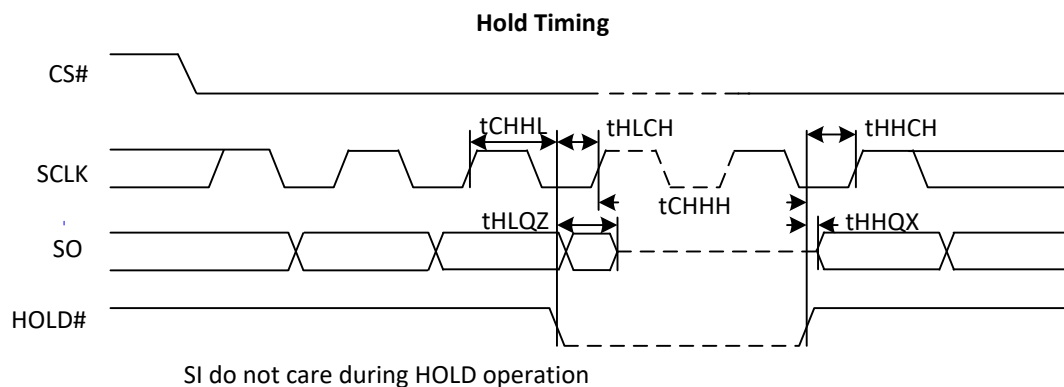 Hold Timing
CS#
tCHHL
tHLCH
tHHCH
SCLK
tCHHH
tHLQZ
tHHQX
SO
HOLD#
SI do not care during HOLD operation